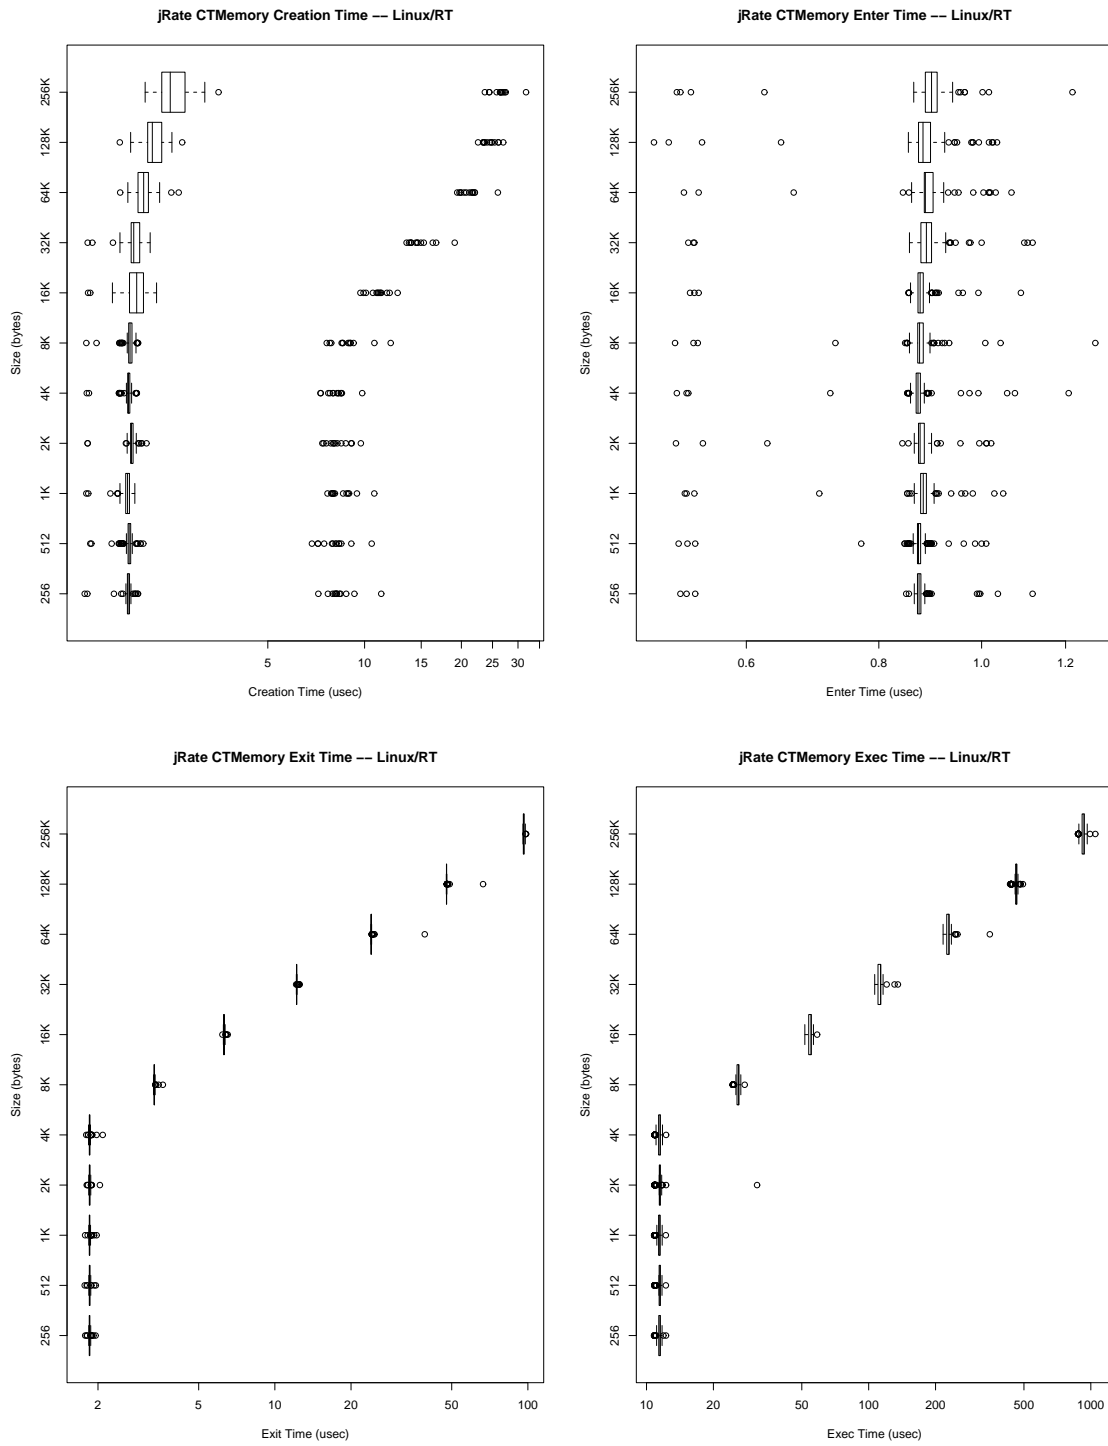 jRate CTMemory Creation Time −− Linux/RT
256K
128K
64K
32K
16K
8K
4K
2K
1K
512
256
Size (bytes)
5 10 15 20 25 30
Creation Time (usec)
jRate CTMemory Enter Time −− Linux/RT
256K
128K
64K
32K
16K
8K
4K
2K
1K
512
256
Size (bytes)
0.6 0.8 1.0 1.2
Enter Time (usec)
jRate CTMemory Exit Time −− Linux/RT
256K
128K
64K
32K
16K
8K
4K
2K
1K
512
256
Size (bytes)
2 5 10 20 50 100
Exit Time (usec)
jRate CTMemory Exec Time −− Linux/RT
256K
128K
64K
32K
16K
8K
4K
2K
1K
512
256
Size (bytes)
10 20 50 100 200 500 1000
Exec Time (usec)